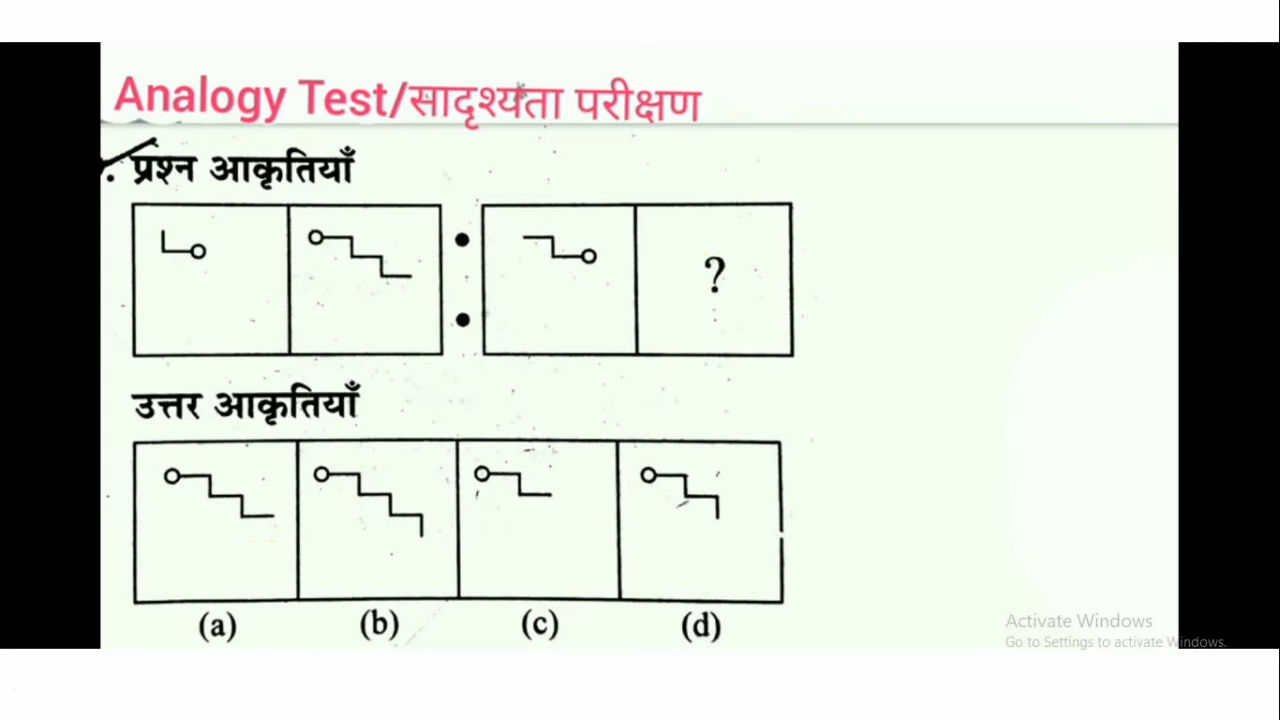 Analogy Test/सादृश्यता परीक्षण
. प्रश्न आकृतियाँ
?
उत्तर आकृतियाँ
(a) (b) (c) (d)
Activate Windows
Go to Settings to activate Windows.